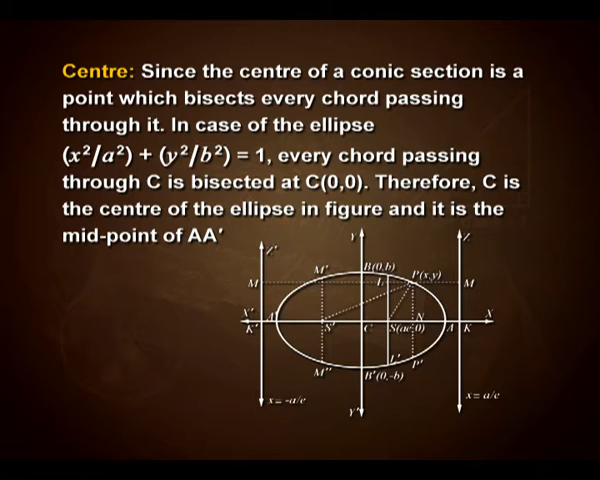 Centre: Since the centre of a conic section is a
point which bisects every chord passing
through it. In case of the ellipse
(x²/a²) + (y²/b²) = 1, every chord passing
through C is bisected at C(0,0). Therefore, C is
the centre of the ellipse in figure and it is the
mid-point of AA′
Y Z
Z'
M' B(0,b) P(x,y)
M L M
X' A' N X
K' S' C S(ae,0) A K
L'
M'' B'(0,-b) P'
x= -a/e x= a/e
Y'